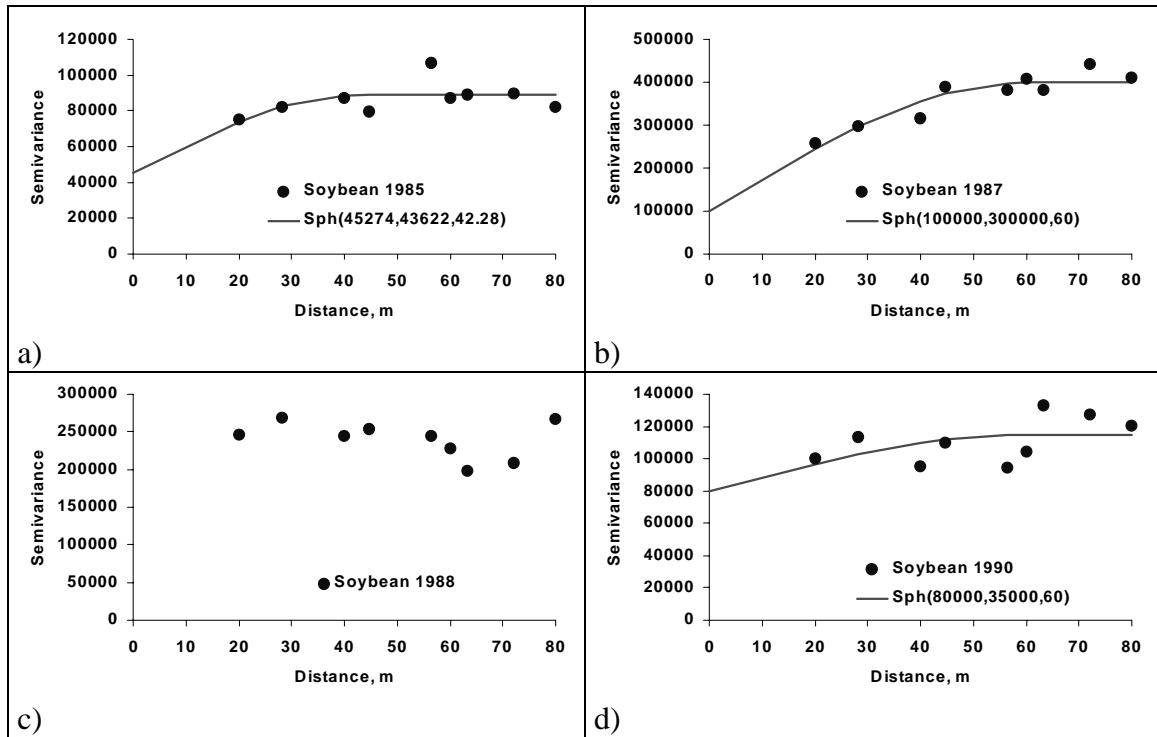 Semivariance
120000
100000
80000
60000
40000
20000
0
Soybean 1985
Sph(45274,43622,42.28)
0 10 20 30 40 50 60 70 80
Distance, m
a)
Semivariance
500000
400000
300000
200000
100000
0
Soybean 1987
Sph(100000,300000,60)
0 10 20 30 40 50 60 70 80
Distance, m
b)
Semivariance
300000
250000
200000
150000
100000
50000
0
Soybean 1988
0 10 20 30 40 50 60 70 80
Distance, m
c)
Semivariance
140000
120000
100000
80000
60000
40000
20000
0
Soybean 1990
Sph(80000,35000,60)
0 10 20 30 40 50 60 70 80
Distance, m
d)